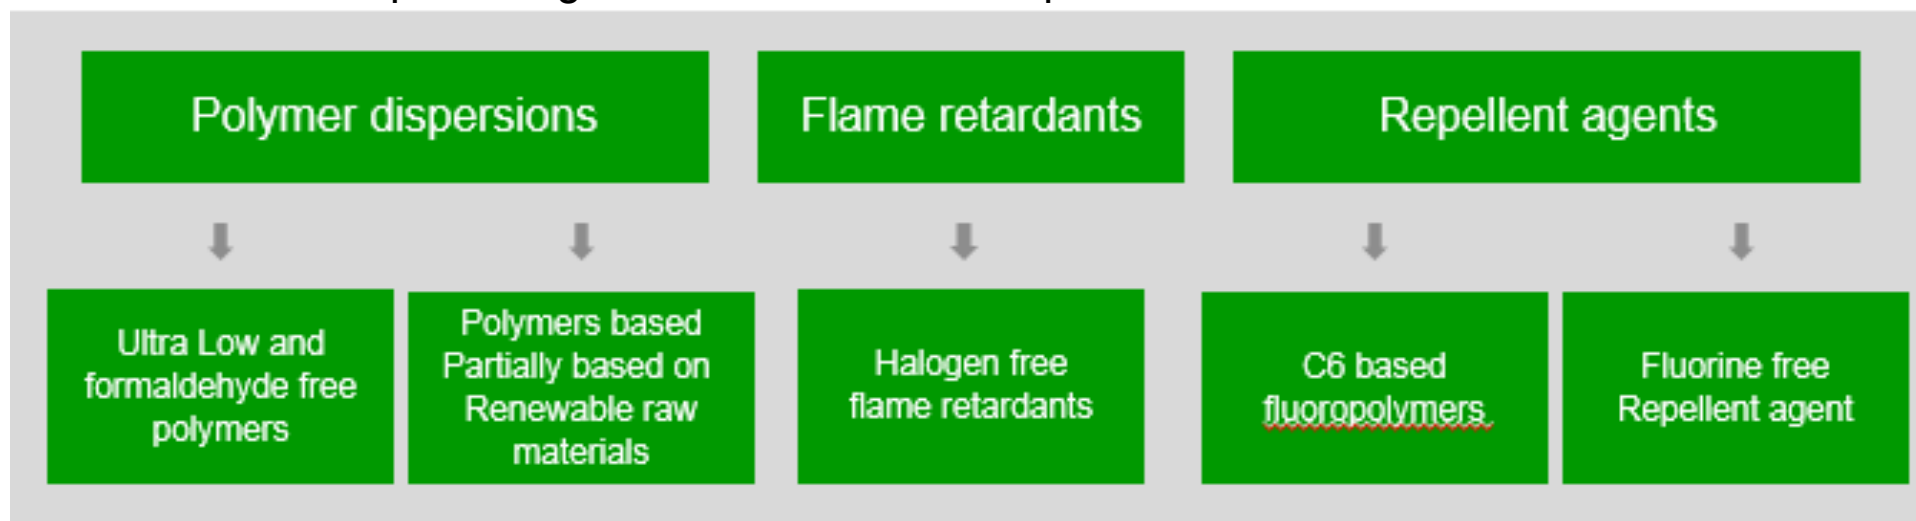 Polymer dispersions
Flame retardants
Repellent agents
Ultra Low and
formaldehyde free
polymers
Polymers based
Partially based on
Renewable raw
materials
Halogen free
flame retardants
C6 based
fluoropolymers
Fluorine free
Repellent agent